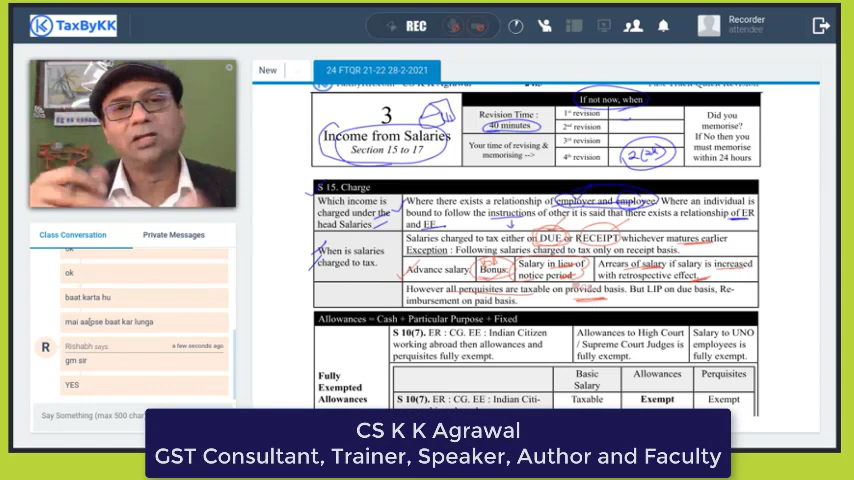 TaxByKK
REC
Recorder
attendee
New
24 FTQR 21-22 28-2-2021
3
Income from Salaries
Section 15 to 17
Revision Time :
40 minutes
Your time of revising &
memorising -->
If not now, when
1st revision
2nd revision
3rd revision
4th revision
Did you
memorise?
If No then you
must memorise
within 24 hours
S 15. Charge
Which income is
charged under the
head Salaries
Where there exists a relationship of employer and employee. Where an individual is
bound to follow the instructions of other it is said that there exists a relationship of ER
and EE
When is salaries
charged to tax.
Salaries charged to tax either on DUE or RECEIPT whichever matures earlier
Exception : Following salaries charged to tax only on receipt basis.
Advance salary.
Bonus
Salary in lieu of
notice period
Arrears of salary if salary is increased
with retrospective effect.
However all perquisites are taxable on provided basis. But LIP on due basis, Re-
imbursement on paid basis.
Allowances = Cash + Particular Purpose + Fixed
Fully
Exempted
Allowances
S 10(7). ER : CG. EE : Indian Citizen
working abroad then allowances and
perquisites fully exempt.
Allowances to High Court
/ Supreme Court Judges is
fully exempt.
Salary to UNO
employees is
fully exempt.
Basic
Salary
Allowances
Perquisites
S 10(7). ER : CG. EE : Indian Citi-
Taxable
Exempt
Exempt
Class Conversation
Private Messages
ok
ok
baat karta hu
mai aapse baat kar lunga
R
Rishabh
a few seconds ago
gm sir
YES
Say Something (max 500 char
CS K K Agrawal
GST Consultant, Trainer, Speaker, Author and Faculty